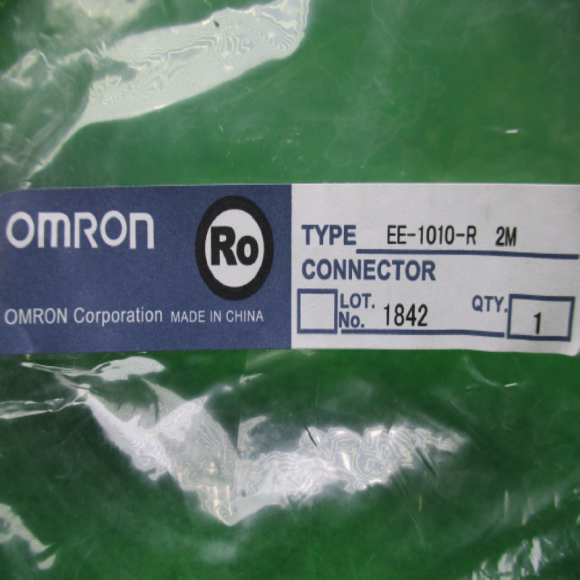 OMRON
Ro
OMRON Corporation MADE IN CHINA
TYPE EE-1010-R 2M
CONNECTOR
LOT. No. 1842 QTY. 1